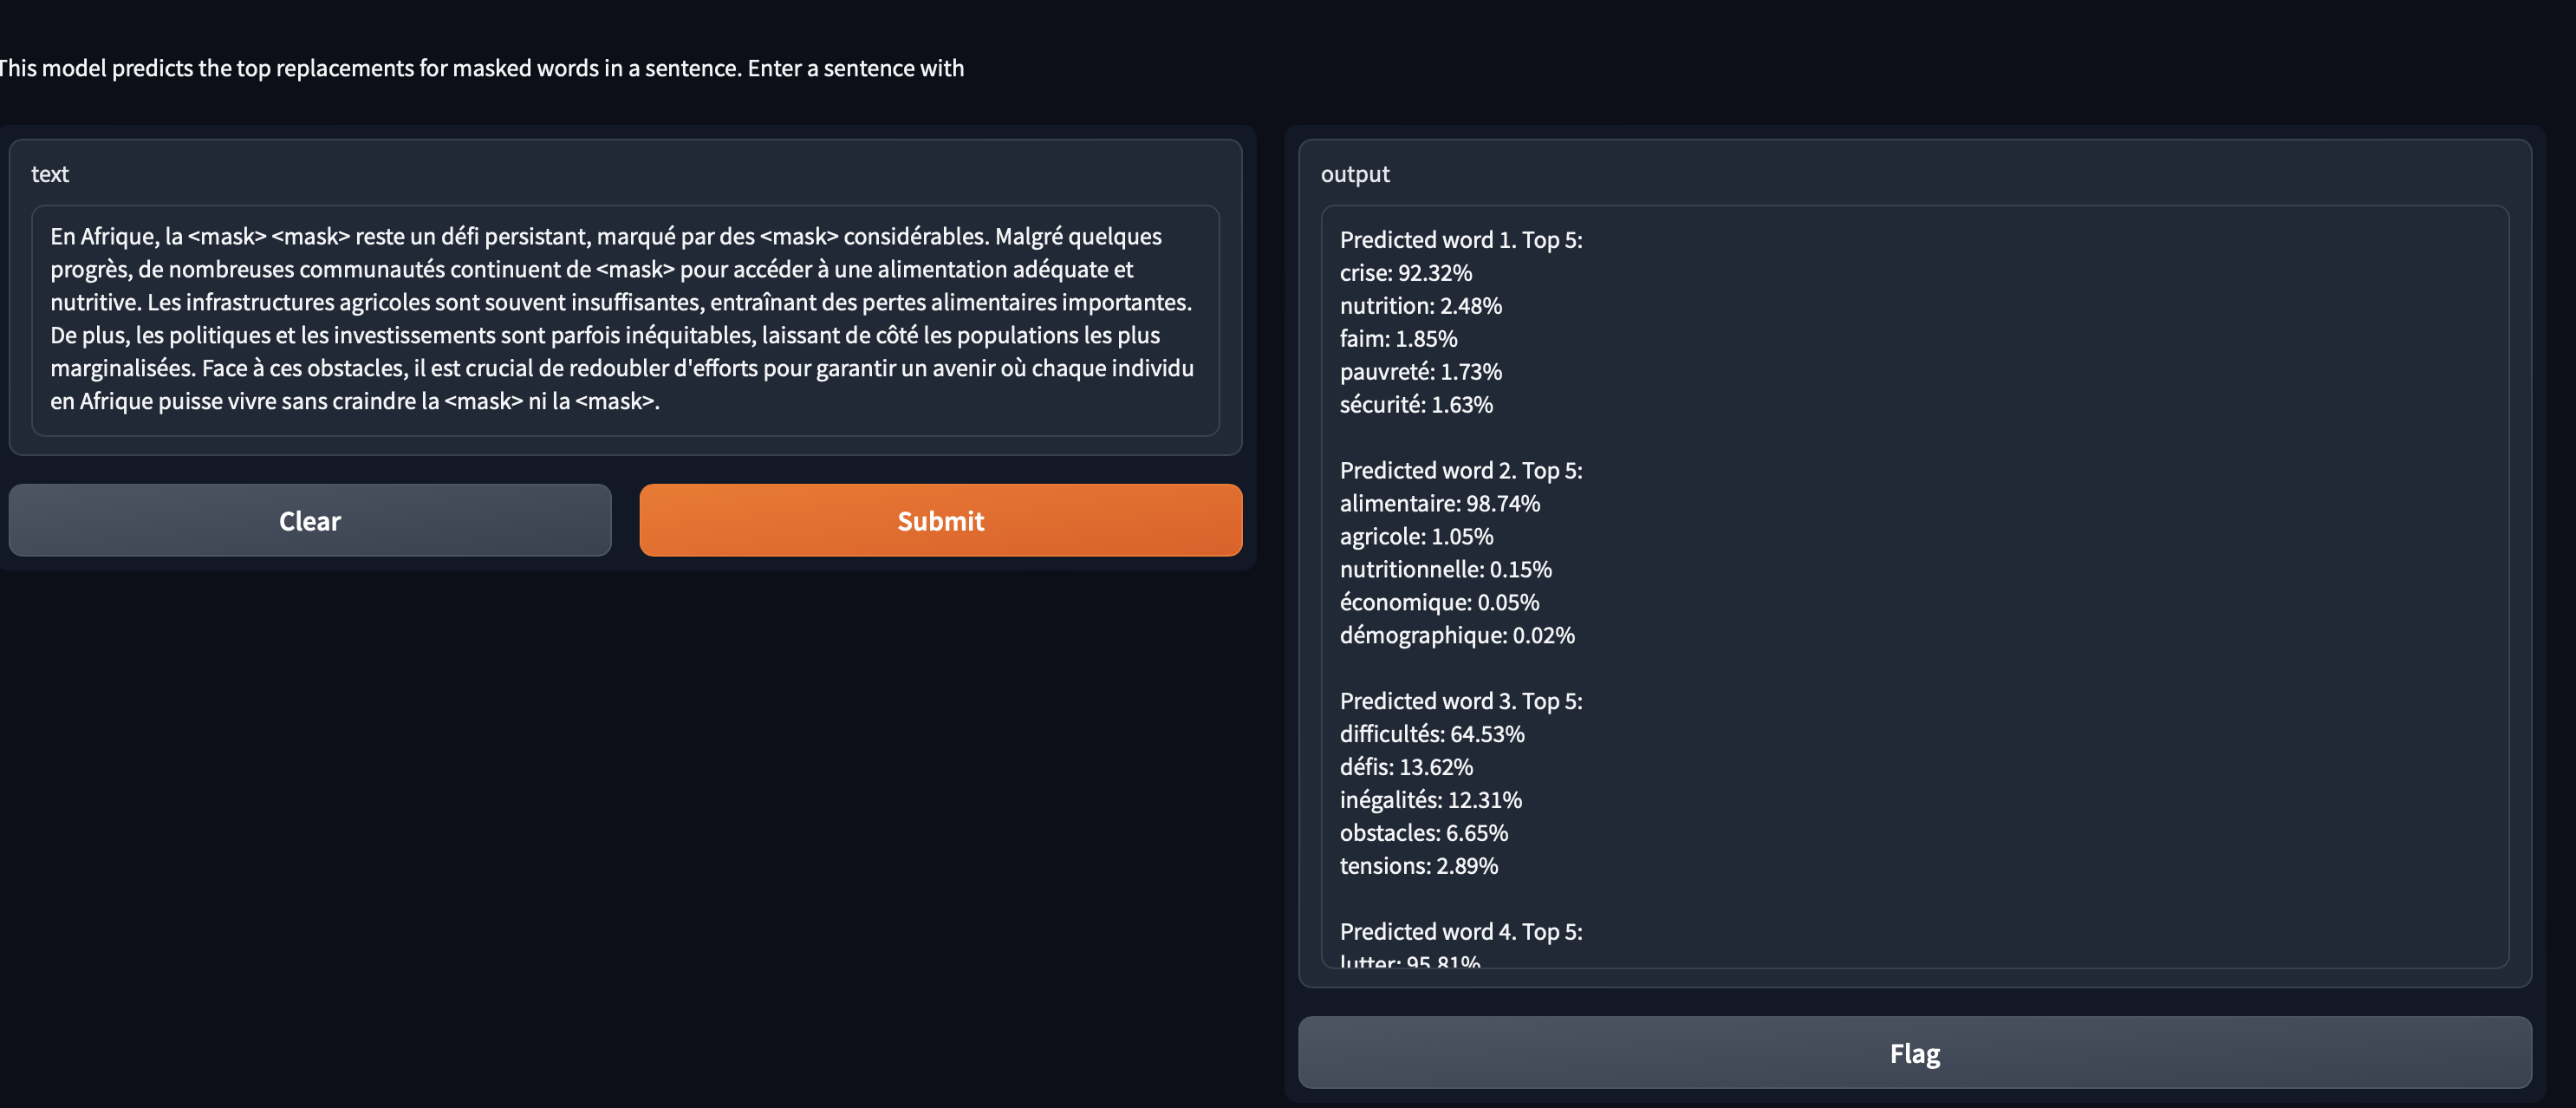 This model predicts the top replacements for masked words in a sentence. Enter a sentence with
text
En Afrique, la <mask> <mask> reste un défi persistant, marqué par des <mask> considérables. Malgré quelques
progrès, de nombreuses communautés continuent de <mask> pour accéder à une alimentation adéquate et
nutritive. Les infrastructures agricoles sont souvent insuffisantes, entraînant des pertes alimentaires importantes.
De plus, les politiques et les investissements sont parfois inéquitables, laissant de côté les populations les plus
marginalisées. Face à ces obstacles, il est crucial de redoubler d'efforts pour garantir un avenir où chaque individu
en Afrique puisse vivre sans craindre la <mask> ni la <mask>.
Clear
Submit
output
Predicted word 1. Top 5:
crise: 92.32%
nutrition: 2.48%
faim: 1.85%
pauvreté: 1.73%
sécurité: 1.63%
Predicted word 2. Top 5:
alimentaire: 98.74%
agricole: 1.05%
nutritionnelle: 0.15%
économique: 0.05%
démographique: 0.02%
Predicted word 3. Top 5:
difficultés: 64.53%
défis: 13.62%
inégalités: 12.31%
obstacles: 6.65%
tensions: 2.89%
Predicted word 4. Top 5:
lutter: 95.81%
Flag